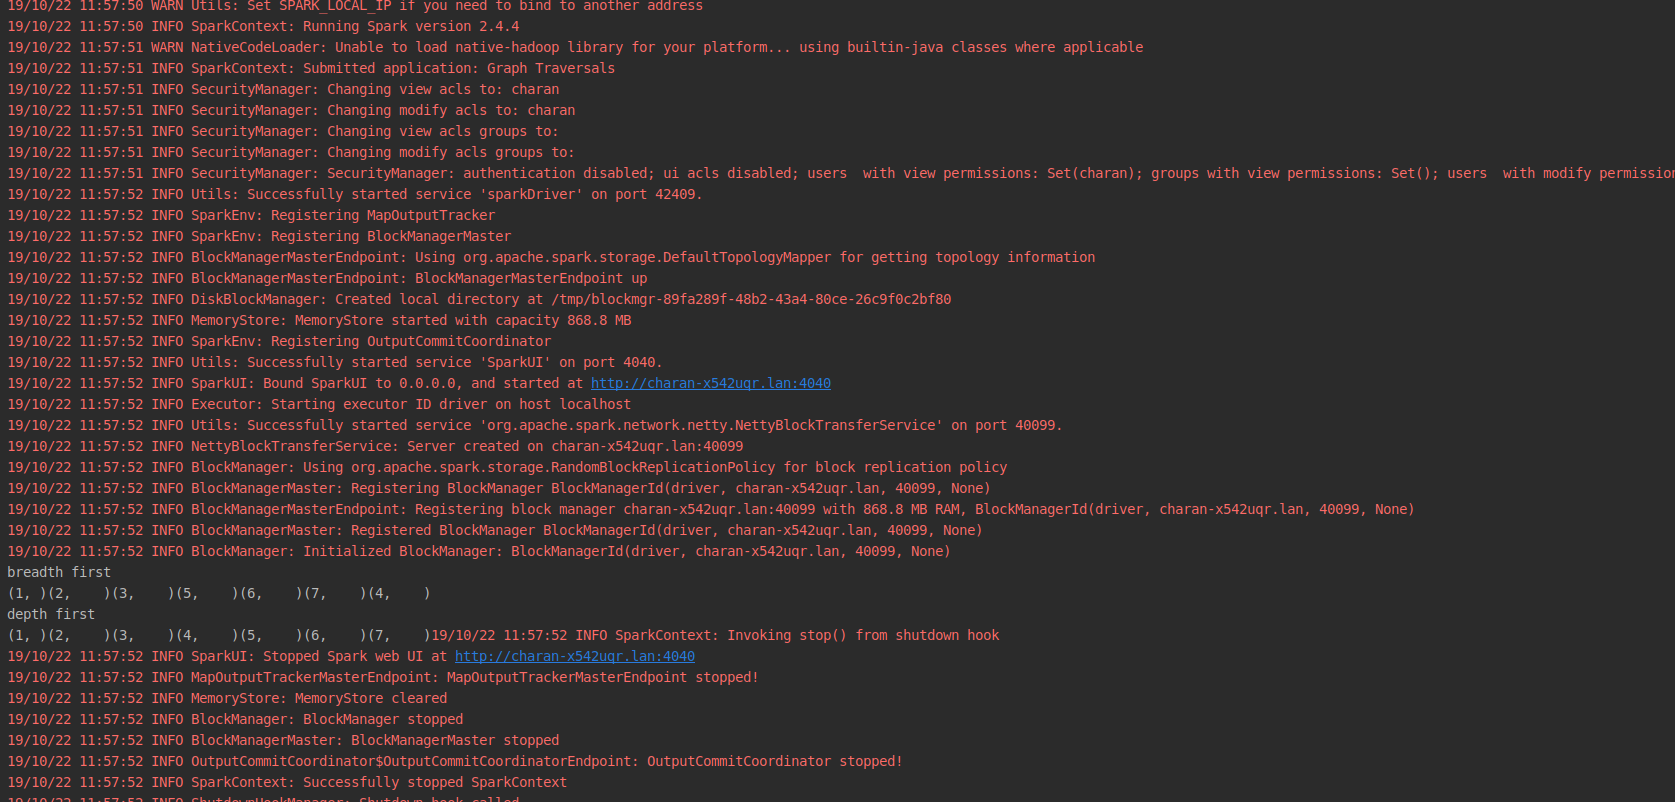 19/10/22 11:57:50 WARN Utils: Set SPARK_LOCAL_IP if you need to bind to another address
19/10/22 11:57:50 INFO SparkContext: Running Spark version 2.4.4
19/10/22 11:57:51 WARN NativeCodeLoader: Unable to load native-hadoop library for your platform... using builtin-java classes where applicable
19/10/22 11:57:51 INFO SparkContext: Submitted application: Graph Traversals
19/10/22 11:57:51 INFO SecurityManager: Changing view acls to: charan
19/10/22 11:57:51 INFO SecurityManager: Changing modify acls to: charan
19/10/22 11:57:51 INFO SecurityManager: Changing view acls groups to:
19/10/22 11:57:51 INFO SecurityManager: Changing modify acls groups to:
19/10/22 11:57:51 INFO SecurityManager: SecurityManager: authentication disabled; ui acls disabled; users  with view permissions: Set(charan); groups with view permissions: Set(); users  with modify permission
19/10/22 11:57:52 INFO Utils: Successfully started service 'sparkDriver' on port 42409.
19/10/22 11:57:52 INFO SparkEnv: Registering MapOutputTracker
19/10/22 11:57:52 INFO SparkEnv: Registering BlockManagerMaster
19/10/22 11:57:52 INFO BlockManagerMasterEndpoint: Using org.apache.spark.storage.DefaultTopologyMapper for getting topology information
19/10/22 11:57:52 INFO BlockManagerMasterEndpoint: BlockManagerMasterEndpoint up
19/10/22 11:57:52 INFO DiskBlockManager: Created local directory at /tmp/blockmgr-89fa289f-48b2-43a4-80ce-26c9f0c2bf80
19/10/22 11:57:52 INFO MemoryStore: MemoryStore started with capacity 868.8 MB
19/10/22 11:57:52 INFO SparkEnv: Registering OutputCommitCoordinator
19/10/22 11:57:52 INFO Utils: Successfully started service 'SparkUI' on port 4040.
19/10/22 11:57:52 INFO SparkUI: Bound SparkUI to 0.0.0.0, and started at http://charan-x542uqr.lan:4040
19/10/22 11:57:52 INFO Executor: Starting executor ID driver on host localhost
19/10/22 11:57:52 INFO Utils: Successfully started service 'org.apache.spark.network.netty.NettyBlockTransferService' on port 40099.
19/10/22 11:57:52 INFO NettyBlockTransferService: Server created on charan-x542uqr.lan:40099
19/10/22 11:57:52 INFO BlockManager: Using org.apache.spark.storage.RandomBlockReplicationPolicy for block replication policy
19/10/22 11:57:52 INFO BlockManagerMaster: Registering BlockManager BlockManagerId(driver, charan-x542uqr.lan, 40099, None)
19/10/22 11:57:52 INFO BlockManagerMasterEndpoint: Registering block manager charan-x542uqr.lan:40099 with 868.8 MB RAM, BlockManagerId(driver, charan-x542uqr.lan, 40099, None)
19/10/22 11:57:52 INFO BlockManagerMaster: Registered BlockManager BlockManagerId(driver, charan-x542uqr.lan, 40099, None)
19/10/22 11:57:52 INFO BlockManager: Initialized BlockManager: BlockManagerId(driver, charan-x542uqr.lan, 40099, None)
breadth first
(1, )(2,    )(3,    )(5,    )(6,    )(7,    )(4,    )
depth first
(1, )(2,    )(3,    )(4,    )(5,    )(6,    )(7,    )19/10/22 11:57:52 INFO SparkContext: Invoking stop() from shutdown hook
19/10/22 11:57:52 INFO SparkUI: Stopped Spark web UI at http://charan-x542uqr.lan:4040
19/10/22 11:57:52 INFO MapOutputTrackerMasterEndpoint: MapOutputTrackerMasterEndpoint stopped!
19/10/22 11:57:52 INFO MemoryStore: MemoryStore cleared
19/10/22 11:57:52 INFO BlockManager: BlockManager stopped
19/10/22 11:57:52 INFO BlockManagerMaster: BlockManagerMaster stopped
19/10/22 11:57:52 INFO OutputCommitCoordinator$OutputCommitCoordinatorEndpoint: OutputCommitCoordinator stopped!
19/10/22 11:57:52 INFO SparkContext: Successfully stopped SparkContext
19/10/22 11:57:52 INFO ShutdownHookManager: Shutdown hook called